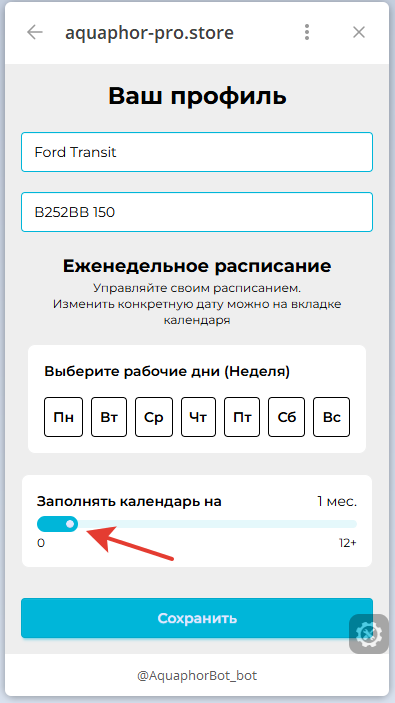 aquaphor-pro.store
Ваш профиль
Ford Transit
B252BB 150
Еженедельное расписание
Управляйте своим расписанием.
Изменить конкретную дату можно на вкладке
календаря
Выберите рабочие дни (Неделя)
Пн Вт Ср Чт Пт Сб Вс
Заполнять календарь на 1 мес.
0 12+
Сохранить
@AquaphorBot_bot